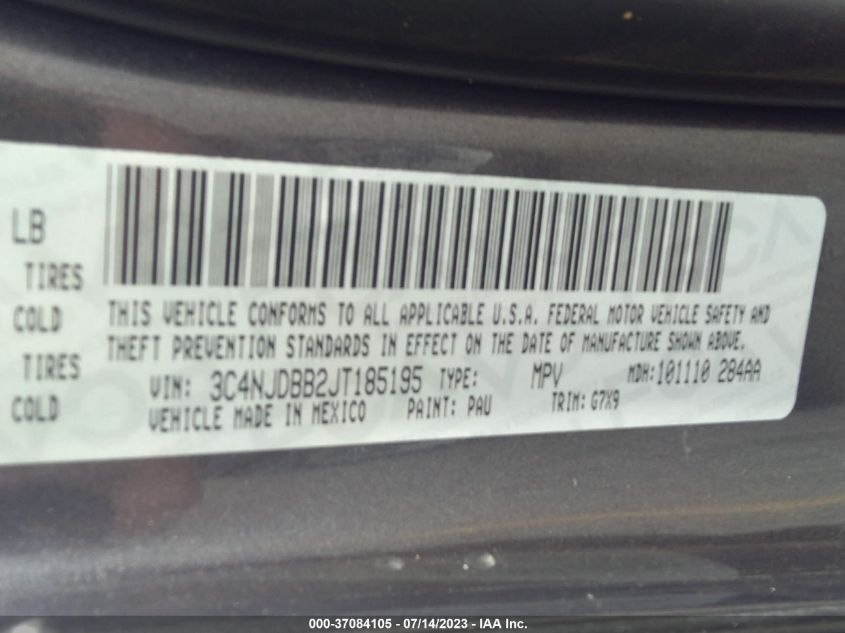 LB
TIRES
COLD
TIRES
COLD
THIS VEHICLE CONFORMS TO ALL APPLICABLE U.S.A. FEDERAL MOTOR VEHICLE SAFETY AND
THEFT PREVENTION STANDARDS IN EFFECT ON THE DATE OF MANUFACTURE SHOWN ABOVE.
VIN: 3C4NJDBB2JT185195 TYPE: MPV MDH:101110 284AA
VEHICLE MADE IN MEXICO PAINT: PAU TRIM: G7X9
000-37084105 - 07/14/2023 - IAA Inc.